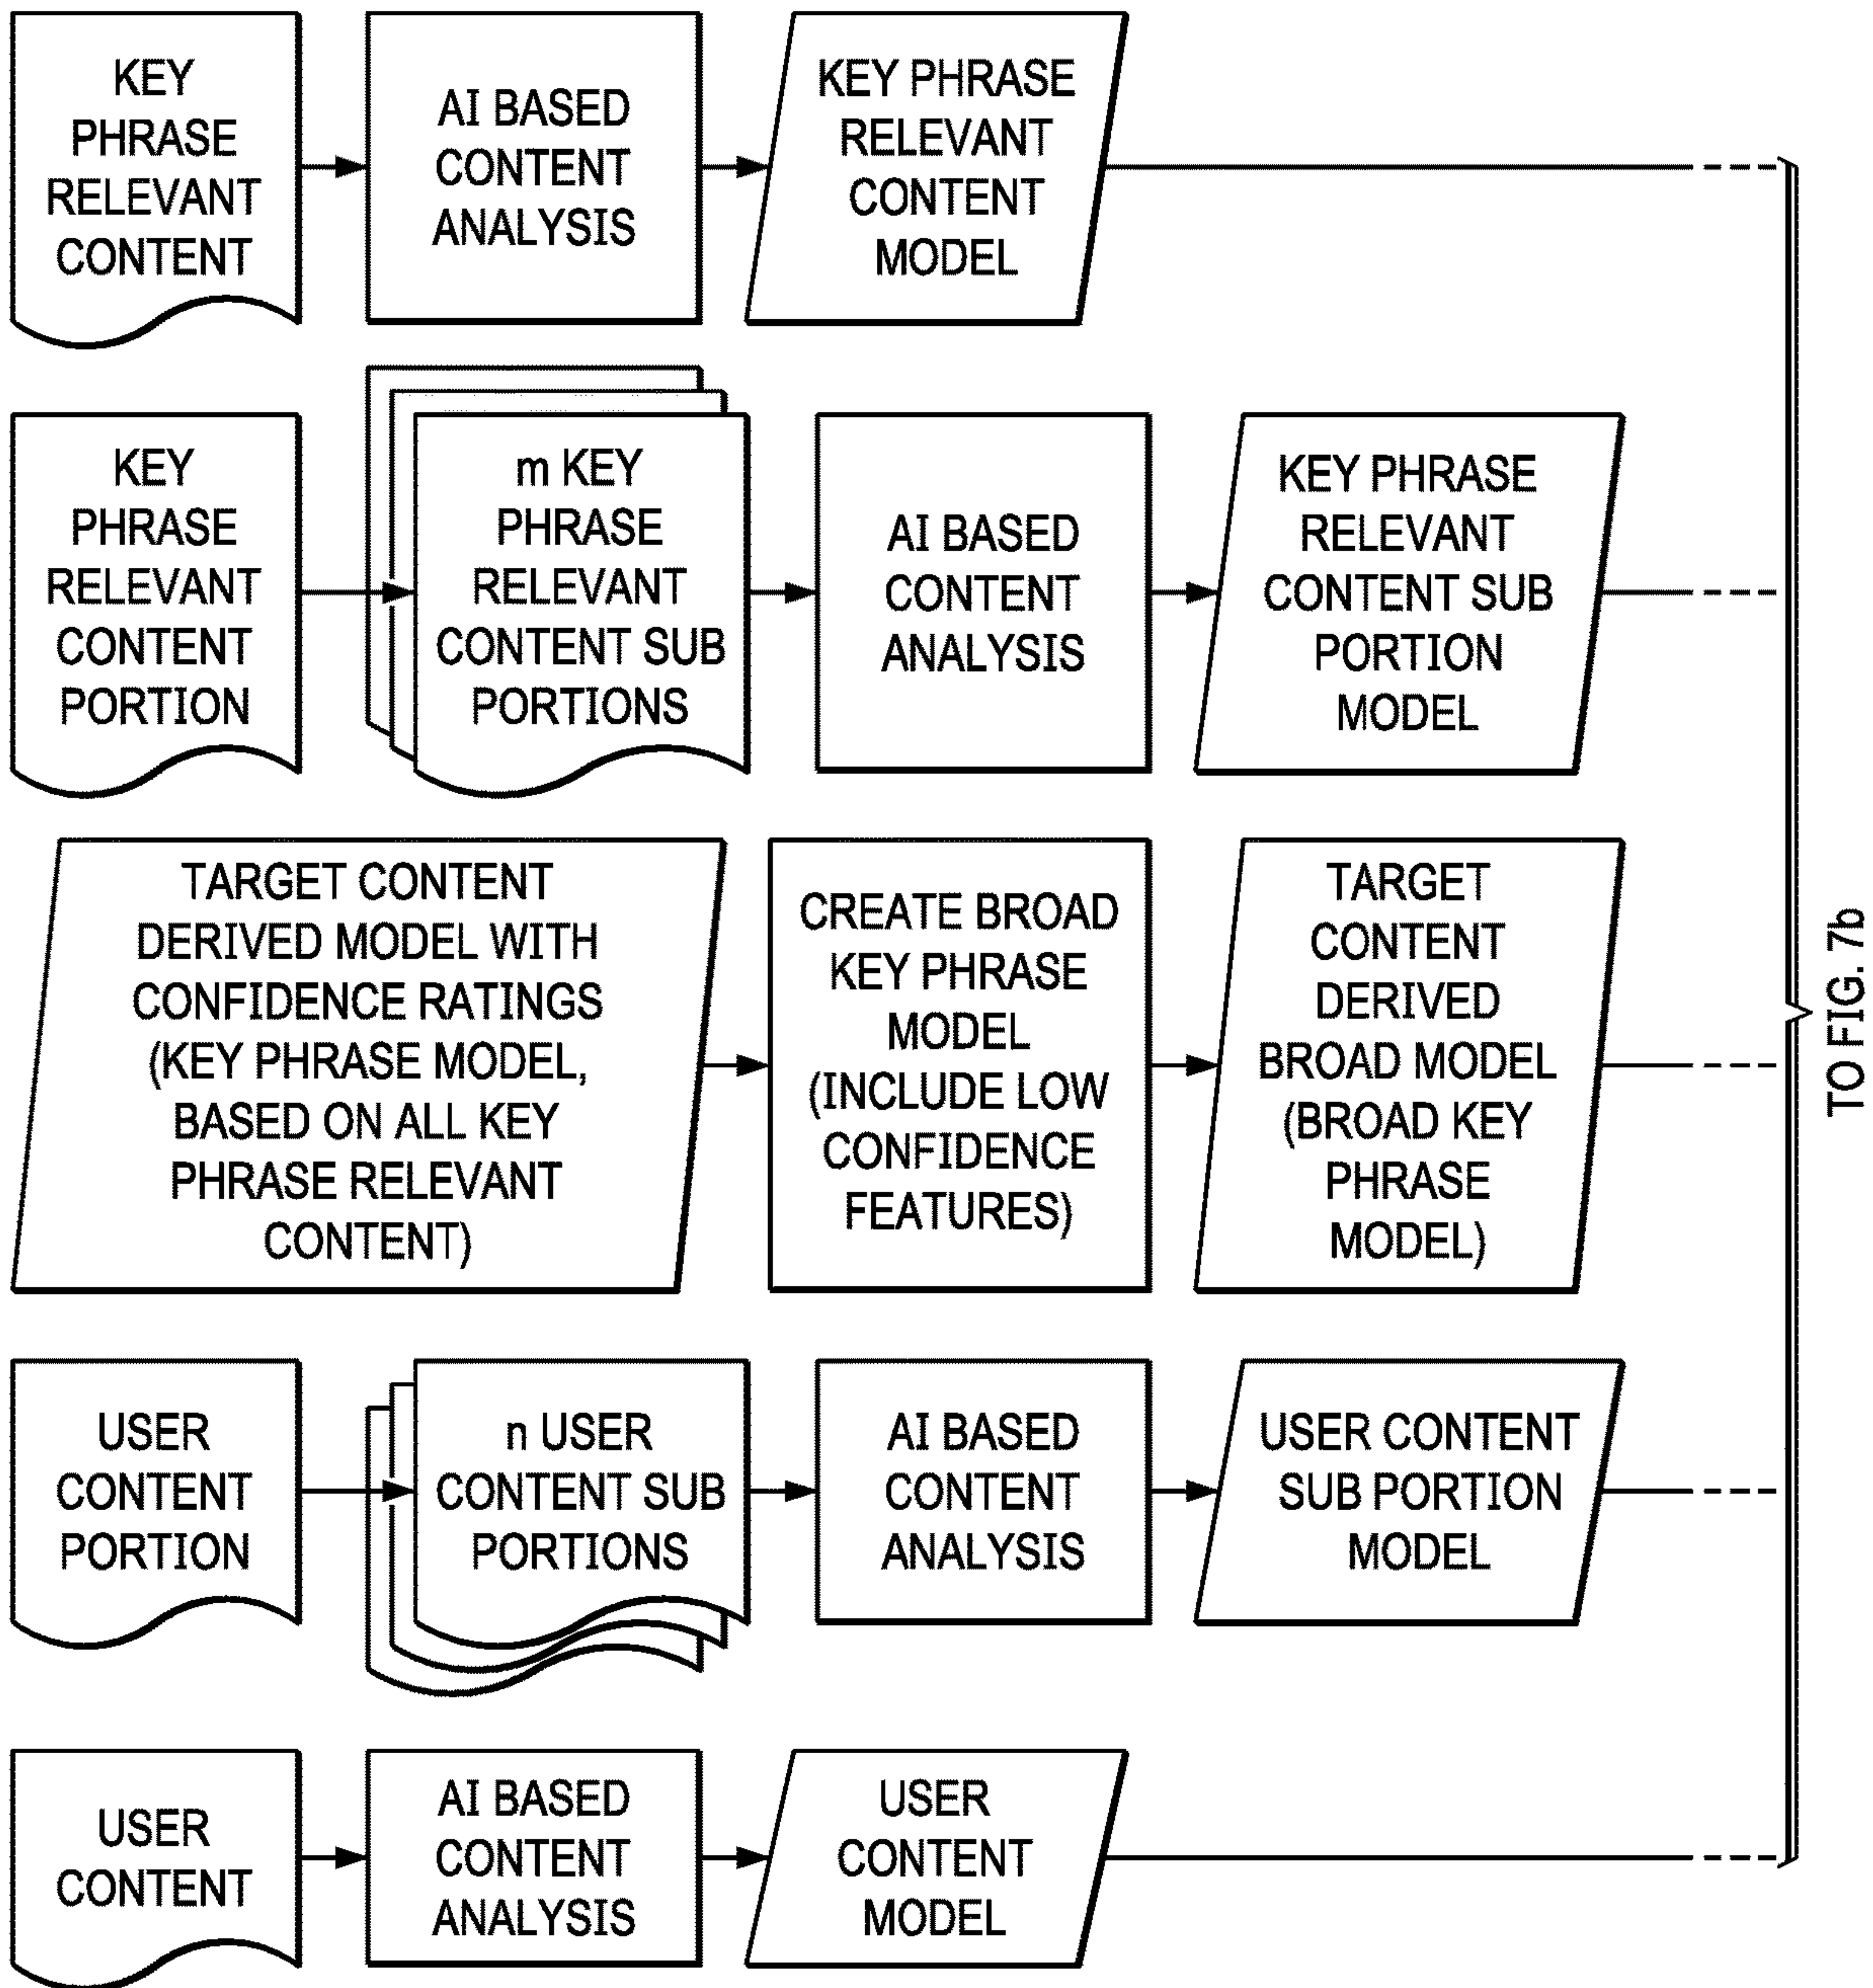 KEY
PHRASE
RELEVANT
CONTENT
AI BASED
CONTENT
ANALYSIS
KEY PHRASE
RELEVANT
CONTENT
MODEL
KEY
PHRASE
RELEVANT
CONTENT
PORTION
m KEY
PHRASE
RELEVANT
CONTENT SUB
PORTIONS
AI BASED
CONTENT
ANALYSIS
KEY PHRASE
RELEVANT
CONTENT SUB
PORTION
MODEL
TARGET CONTENT
DERIVED MODEL WITH
CONFIDENCE RATINGS
(KEY PHRASE MODEL,
BASED ON ALL KEY
PHRASE RELEVANT
CONTENT)
CREATE BROAD
KEY PHRASE
MODEL
(INCLUDE LOW
CONFIDENCE
FEATURES)
TARGET
CONTENT
DERIVED
BROAD MODEL
(BROAD KEY
PHRASE
MODEL)
USER
CONTENT
PORTION
n USER
CONTENT SUB
PORTIONS
AI BASED
CONTENT
ANALYSIS
USER CONTENT
SUB PORTION
MODEL
USER
CONTENT
AI BASED
CONTENT
ANALYSIS
USER
CONTENT
MODEL
TO FIG. 7b